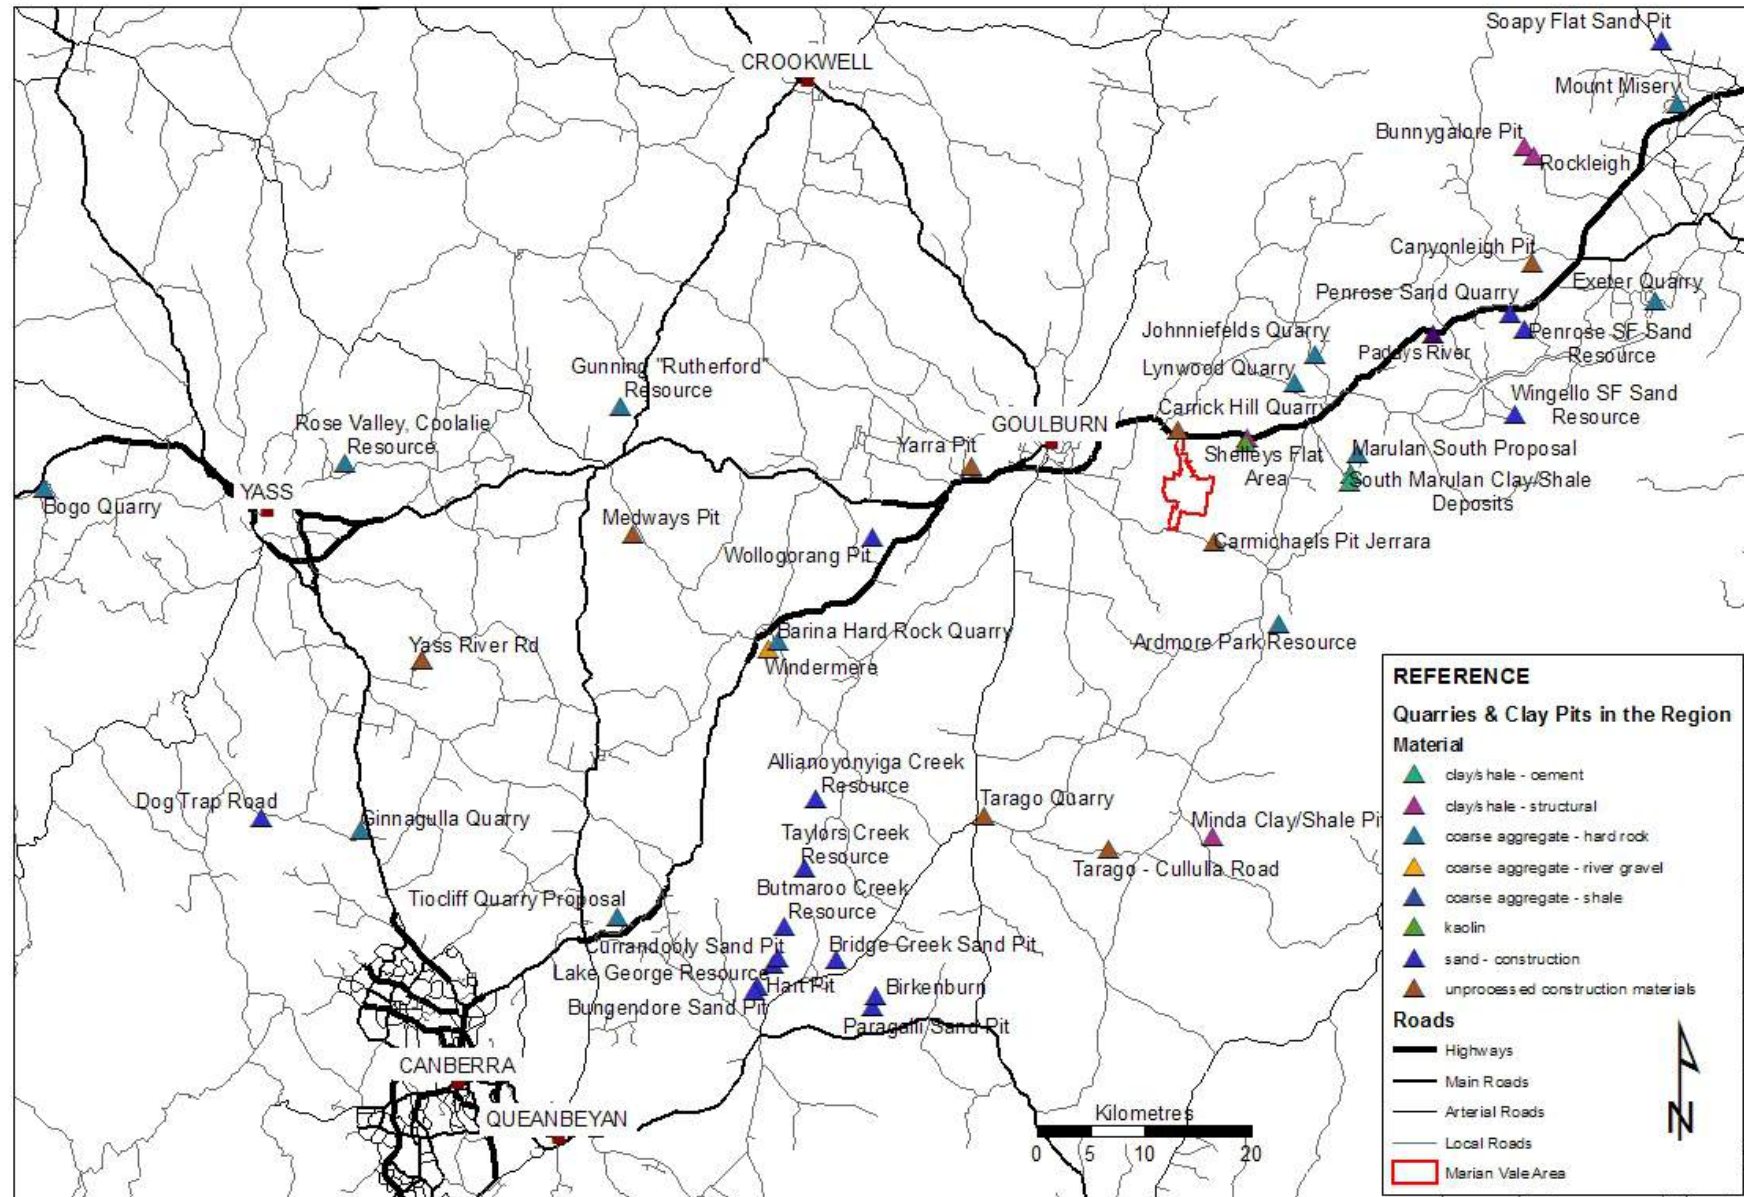 Soapy Flat Sand Pit
CROOKWELL
Mount Misery
Bunnygalore Pit
Rockleigh
Canyonleigh Pit
Exeter Quarry
Penrose Sand Quarry
Johnniefelds Quarry
Penrose SF Sand
Resource
Paddys River
Gunning "Rutherford"
Resource
Lynwood Quarry
Wingello SF Sand
Resource
Carrick Hill Quarry
Rose Valley, Coolalie
Resource
GOULBURN
Yarra Pit
Shelleys Flat
Area
Marulan South Proposal
South Marulan Clay/Shale
Deposits
YASS
Bogo Quarry
Medways Pit
Wollogorang Pit
Carmichaels Pit Jerrara
Barina Hard Rock Quarry
Windermere
Yass River Rd
Ardmore Park Resource
Allianoyonyiga Creek
Resource
Dog Trap Road
Ginnagulla Quarry
Tarago Quarry
Minda Clay/Shale Pi
Taylors Creek
Resource
Tarago - Cullulla Road
Butmaroo Creek
Resource
Tiocliff Quarry Proposal
Currandooly Sand Pit
Bridge Creek Sand Pit
Lake George Resource
Hart Pit
Birkenburn
Bungendore Sand Pit
Paragalli Sand Pit
CANBERRA
QUEANBEYAN
Kilometres
0 5 10 20
REFERENCE
Quarries & Clay Pits in the Region
Material
clay/shale - cement
clay/shale - structural
coarse aggregate - hard rock
coarse aggregate - river gravel
coarse aggregate - shale
kaolin
sand - construction
unprocessed construction materials
Roads
Highways
Main Roads
Arterial Roads
Local Roads
Marian Vale Area
N